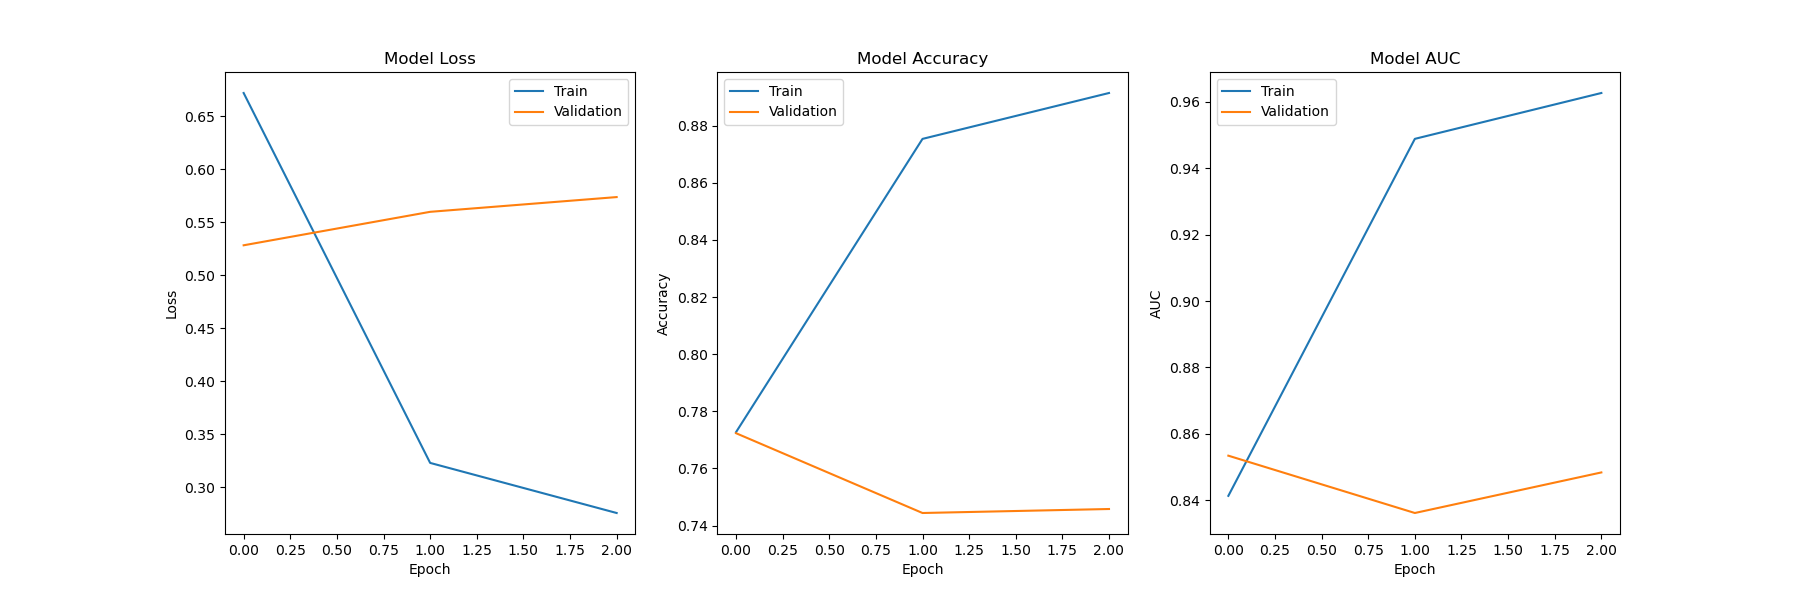 Model Loss
Train
Validation
0.65
0.60
0.55
0.50
0.45
0.40
0.35
0.30
Loss
0.00 0.25 0.50 0.75 1.00 1.25 1.50 1.75 2.00
Epoch
Model Accuracy
Train
Validation
0.88
0.86
0.84
0.82
0.80
0.78
0.76
0.74
Accuracy
0.00 0.25 0.50 0.75 1.00 1.25 1.50 1.75 2.00
Epoch
Model AUC
Train
Validation
0.96
0.94
0.92
0.90
0.88
0.86
0.84
AUC
0.00 0.25 0.50 0.75 1.00 1.25 1.50 1.75 2.00
Epoch